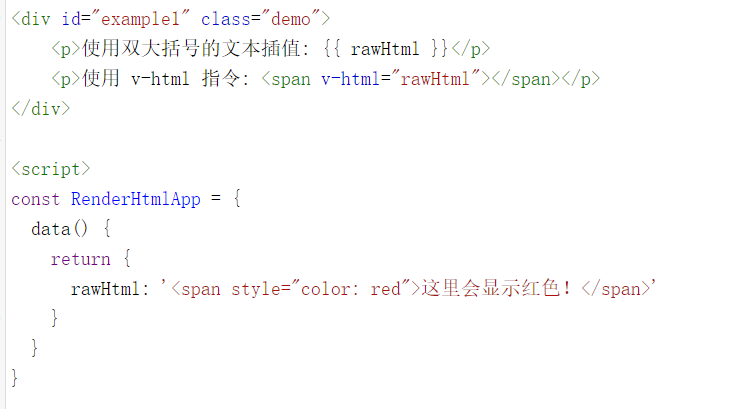 <div id="example1" class="demo">
    <p>使用双大括号的文本插值: {{ rawHtml }}</p>
    <p>使用 v-html 指令: <span v-html="rawHtml"></span></p>
</div>

<script>
const RenderHtmlApp = {
  data() {
    return {
      rawHtml: '<span style="color: red">这里会显示红色！</span>'
    }
  }
}